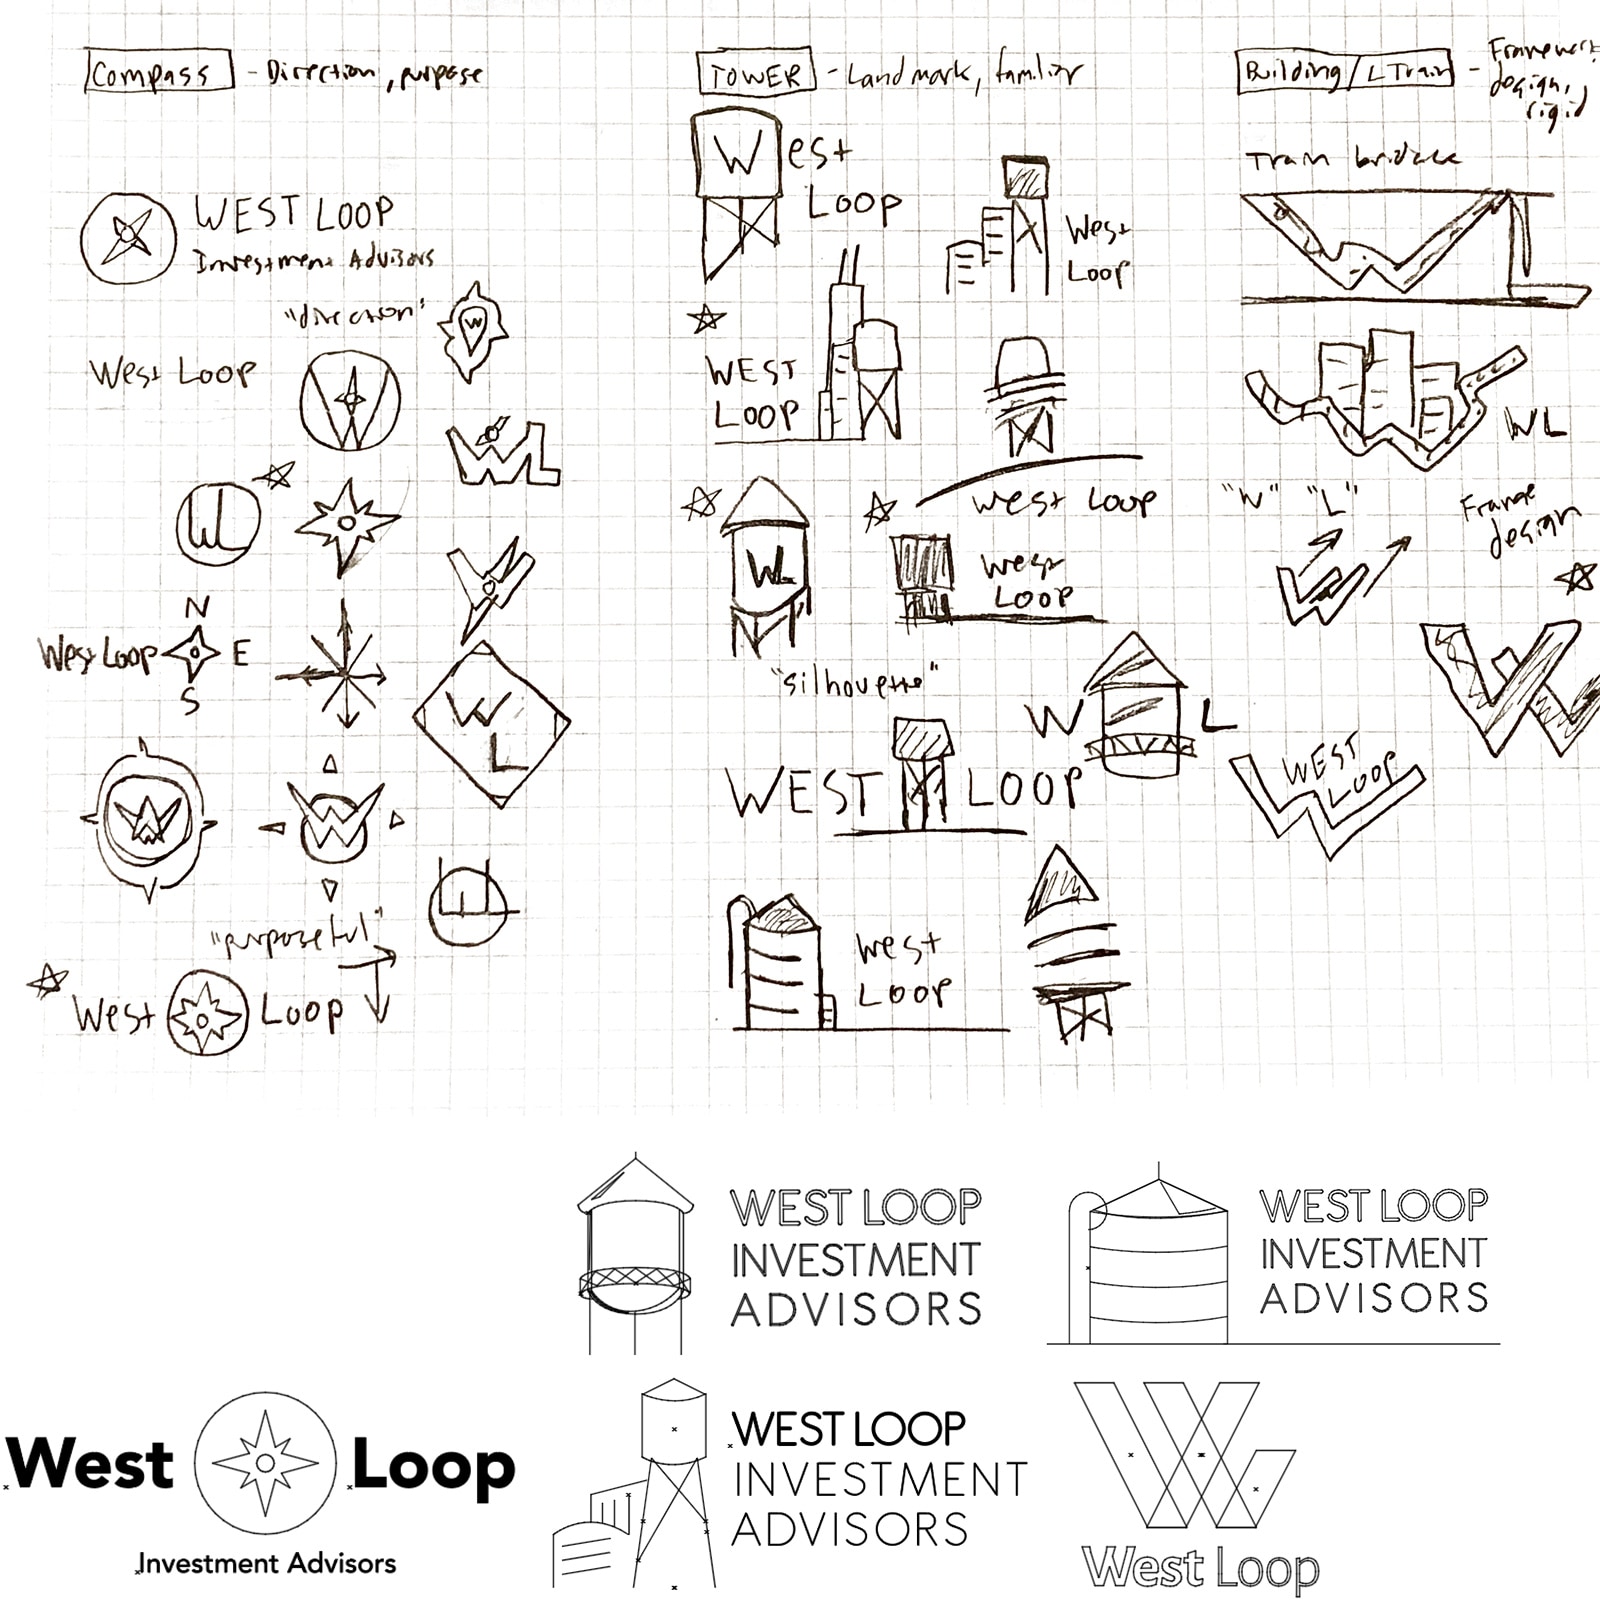 Compass - Direction, purpose
WEST LOOP
Investment Advisors
"direction"
W
West Loop
W
WL
WL
N
West Loop E
S
W
L
W
"purposeful"
West Loop
TOWER - Landmark, familiar
West
LOOP
West
Loop
WEST
LOOP
West Loop
WL
West
LOOP
"silhouette"
W L
WEST LOOP
West
LOOP
Building/LTrain - Framework,
design,
rigid
Train bridge
WL
"W" "L"
Frame
design
W
WEST
LOOP
WEST LOOP
INVESTMENT
ADVISORS
WEST LOOP
INVESTMENT
ADVISORS
West Loop
Investment Advisors
WEST LOOP
INVESTMENT
ADVISORS
West Loop